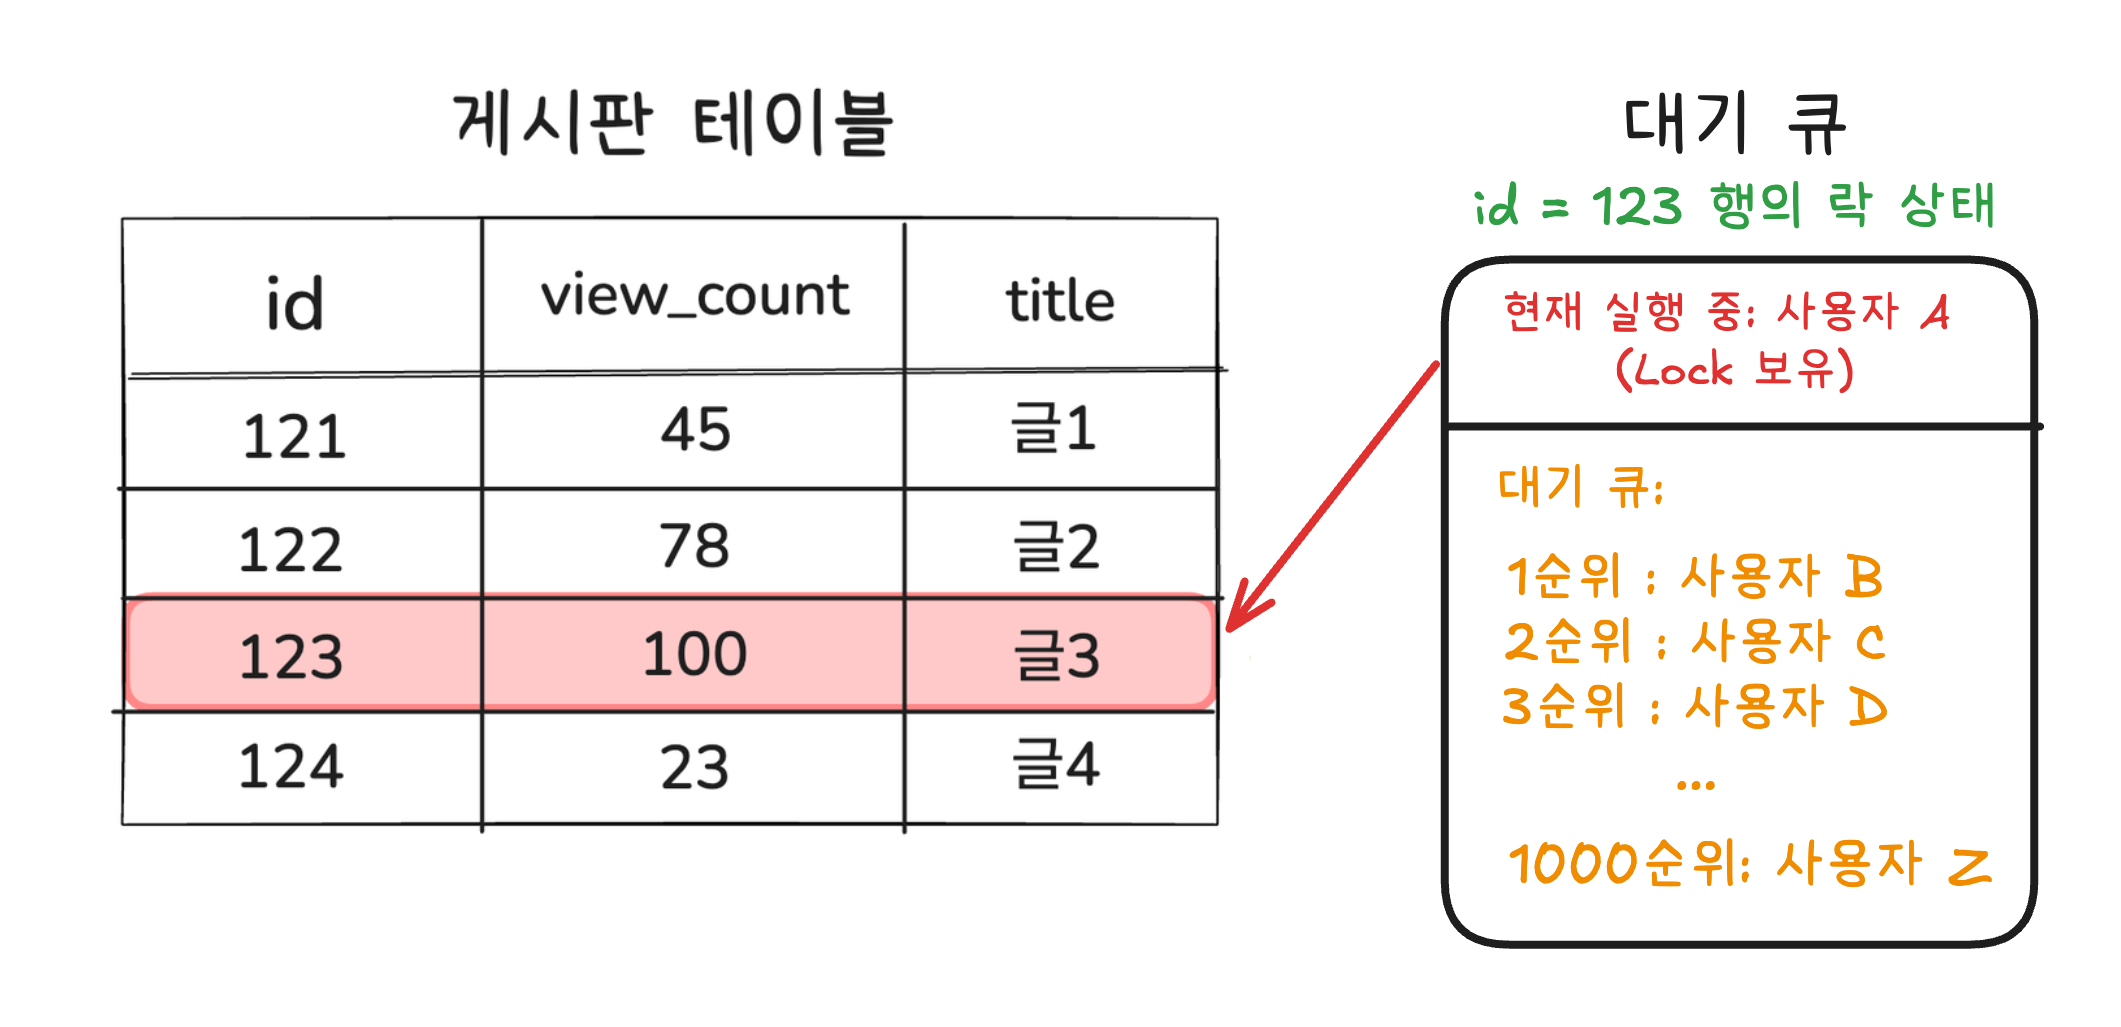 게시판 테이블
id view_count title
121 45 글1
122 78 글2
123 100 글3
124 23 글4
대기 큐
id = 123 행의 락 상태
현재 실행 중: 사용자 A
(Lock 보유)
대기 큐:
1순위 : 사용자 B
2순위 : 사용자 C
3순위 : 사용자 D
...
1000순위: 사용자 Z